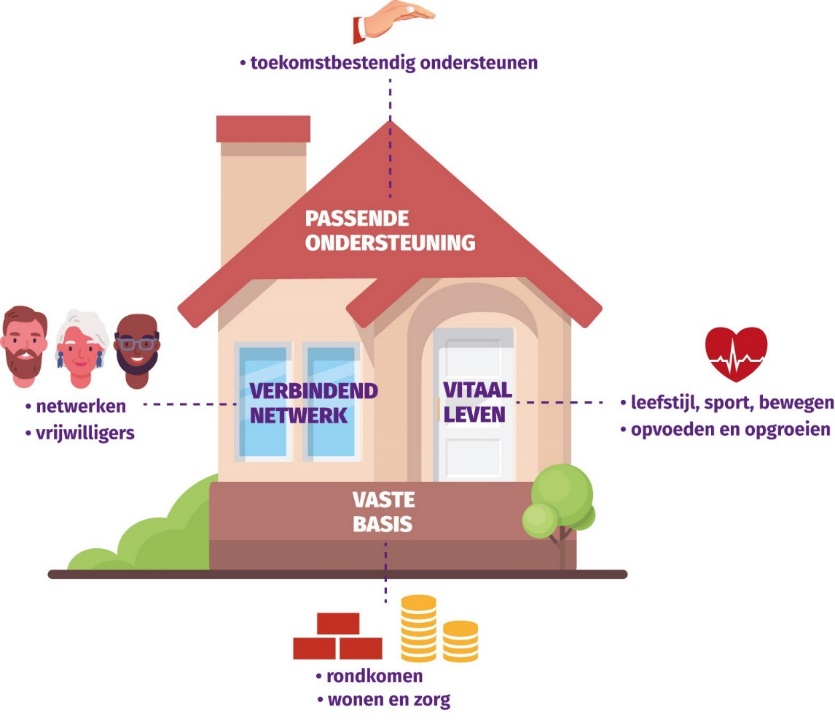 • toekomstbestendig ondersteunen
PASSENDE
ONDERSTEUNING
VERBINDEND
NETWERK
• netwerken
• vrijwilligers
VITAAL
LEVEN
• leefstijl, sport, bewegen
• opvoeden en opgroeien
VASTE
BASIS
• rondkomen
• wonen en zorg